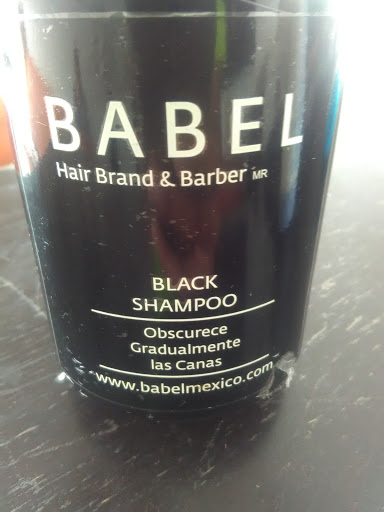 BABEL
Hair Brand & Barber MR
BLACK
SHAMPOO
Obscurece
Gradualmente
las Canas
www.babelmexico.com